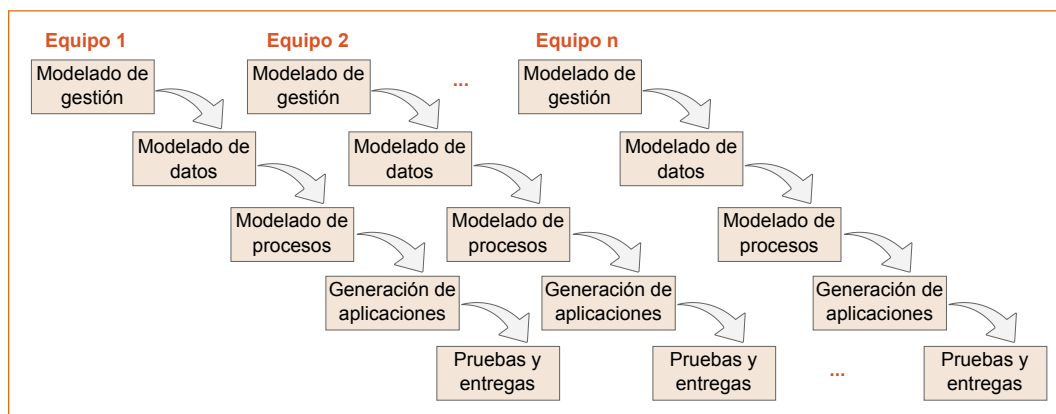 Equipo 1
Equipo 2
Equipo n
Modelado de
gestión
Modelado de
gestión
...
Modelado de
gestión
Modelado de
datos
Modelado de
datos
Modelado de
datos
Modelado de
procesos
Modelado de
procesos
Modelado de
procesos
Generación de
aplicaciones
Generación de
aplicaciones
Generación de
aplicaciones
Pruebas y
entregas
Pruebas y
entregas
...
Pruebas y
entregas